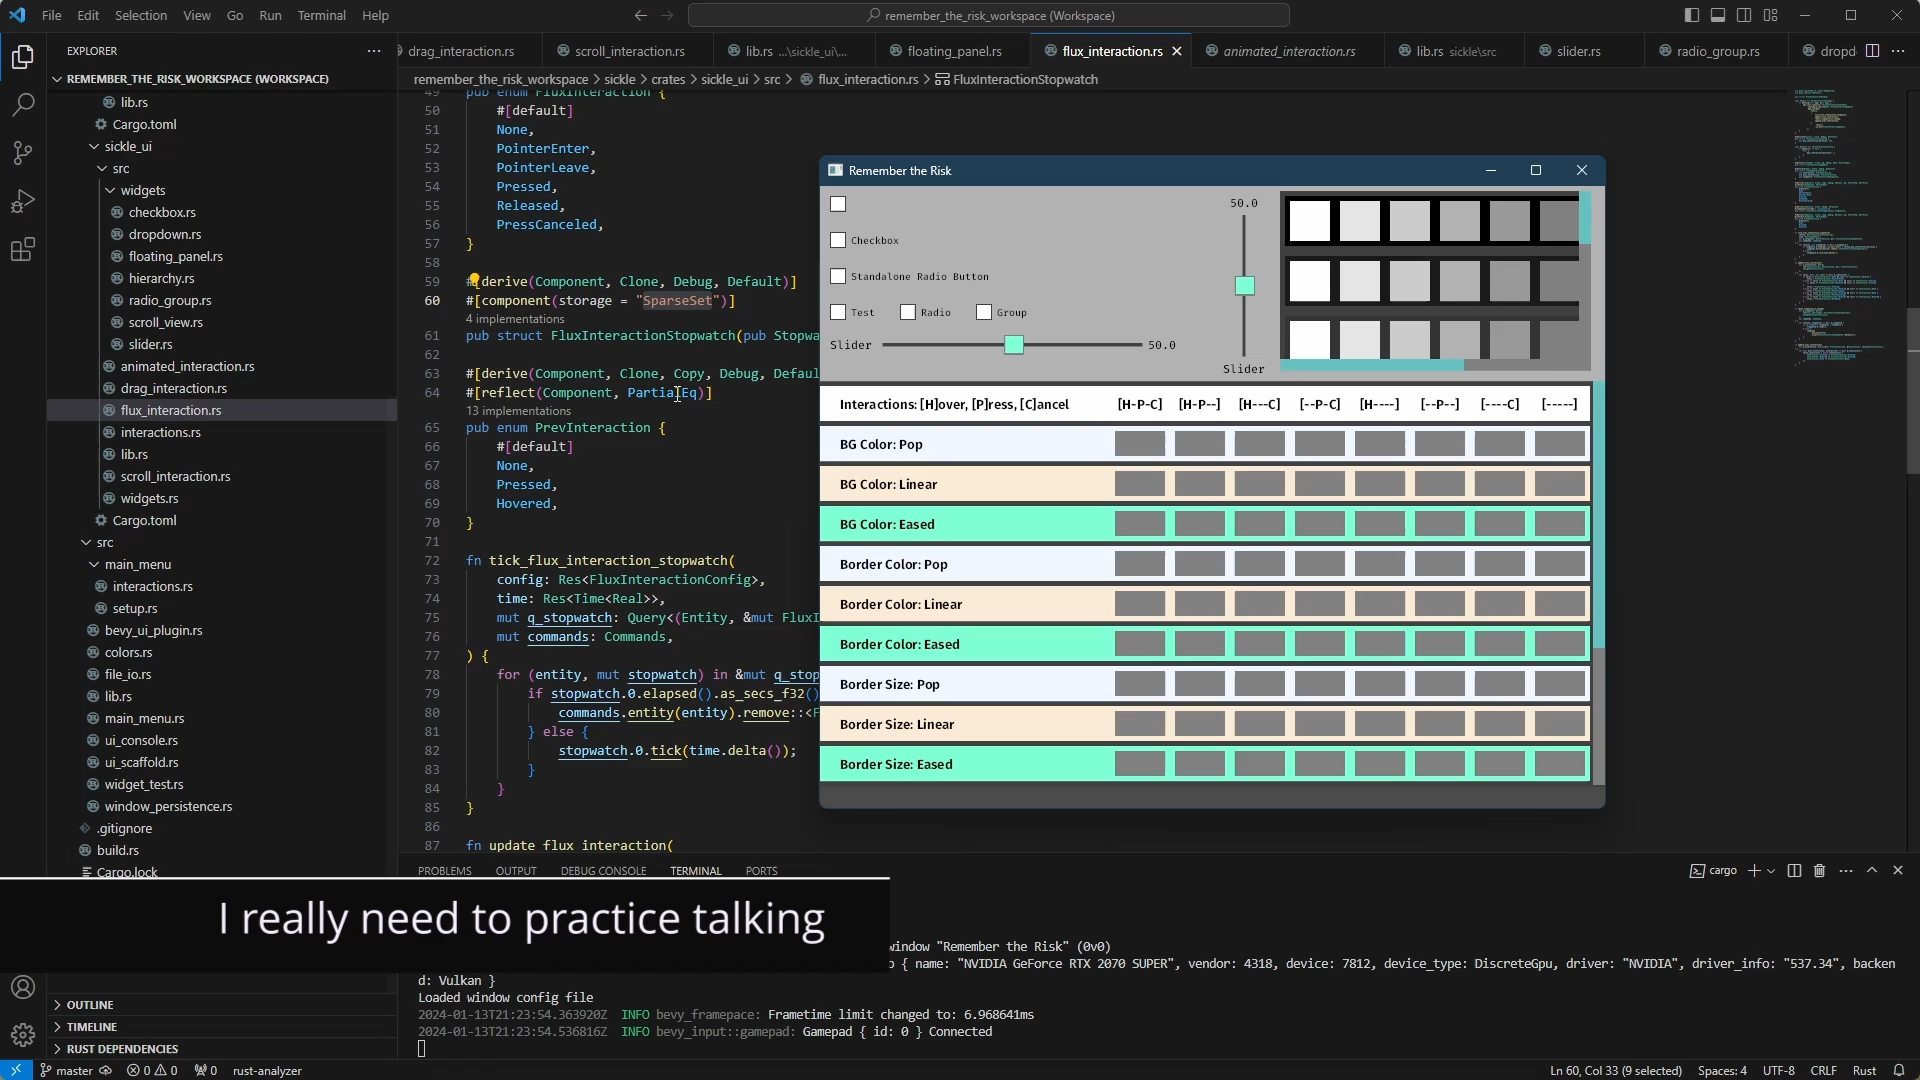 File Edit Selection View Go Run Terminal Help
remember_the_risk_workspace (Workspace)
EXPLORER
REMEMBER_THE_RISK_WORKSPACE (WORKSPACE)
lib.rs
Cargo.toml
sickle_ui
src
widgets
checkbox.rs
dropdown.rs
floating_panel.rs
hierarchy.rs
radio_group.rs
scroll_view.rs
slider.rs
animated_interaction.rs
drag_interaction.rs
flux_interaction.rs
interactions.rs
lib.rs
scroll_interaction.rs
widgets.rs
Cargo.toml
src
main_menu
interactions.rs
setup.rs
bevy_ui_plugin.rs
colors.rs
file_io.rs
lib.rs
main_menu.rs
ui_console.rs
ui_scaffold.rs
widget_test.rs
window_persistence.rs
.gitignore
build.rs
Cargo.lock
OUTLINE
TIMELINE
RUST DEPENDENCIES
drag_interaction.rs scroll_interaction.rs lib.rs ...\sickle_ui\... floating_panel.rs flux_interaction.rs animated_interaction.rs lib.rs sickle\src slider.rs radio_group.rs dropd
remember_the_risk_workspace > sickle > crates > sickle_ui > src > flux_interaction.rs > FluxInteractionStopwatch
49 pub enum FluxInteraction {
50 #[default]
51 None,
52 PointerEnter,
53 PointerLeave,
54 Pressed,
55 Released,
56 PressCanceled,
57 }
58
59 #[derive(Component, Clone, Debug, Default)]
60 #[component(storage = "SparseSet")]
4 implementations
61 pub struct FluxInteractionStopwatch(pub Stopwa
62
63 #[derive(Component, Clone, Copy, Debug, Defaul
64 #[reflect(Component, PartialEq)]
13 implementations
65 pub enum PrevInteraction {
66 #[default]
67 None,
68 Pressed,
69 Hovered,
70 }
71
72 fn tick_flux_interaction_stopwatch(
73 config: Res<FluxInteractionConfig>,
74 time: Res<Time<Real>>,
75 mut q_stopwatch: Query<(Entity, &mut FluxI
76 mut commands: Commands,
77 ) {
78 for (entity, mut stopwatch) in &mut q_stop
79 if stopwatch.0.elapsed().as_secs_f32()
80 commands.entity(entity).remove::<F
81 } else {
82 stopwatch.0.tick(time.delta());
83 }
84 }
85 }
86
87 fn update_flux_interaction(
Remember the Risk
Checkbox
Standalone Radio Button
Test Radio Group
Slider 50.0
50.0
Slider
Interactions: [H]over, [P]ress, [C]ancel [H-P-C] [H-P--] [H---C] [--P-C] [H----] [--P--] [----C] [-----]
BG Color: Pop
BG Color: Linear
BG Color: Eased
Border Color: Pop
Border Color: Linear
Border Color: Eased
Border Size: Pop
Border Size: Linear
Border Size: Eased
PROBLEMS OUTPUT DEBUG CONSOLE TERMINAL PORTS
cargo
I really need to practice talking
window "Remember the Risk" (0v0)
o { name: "NVIDIA GeForce RTX 2070 SUPER", vendor: 4318, device: 7812, device_type: DiscreteGpu, driver: "NVIDIA", driver_info: "537.34", backen
d: Vulkan }
Loaded window config file
2024-01-13T21:23:54.363920Z INFO bevy_framepace: Frametime limit changed to: 6.968641ms
2024-01-13T21:23:54.536816Z INFO bevy_input::gamepad: Gamepad { id: 0 } Connected
master 0 0 0 rust-analyzer
Ln 60, Col 33 (9 selected) Spaces: 4 UTF-8 CRLF Rust